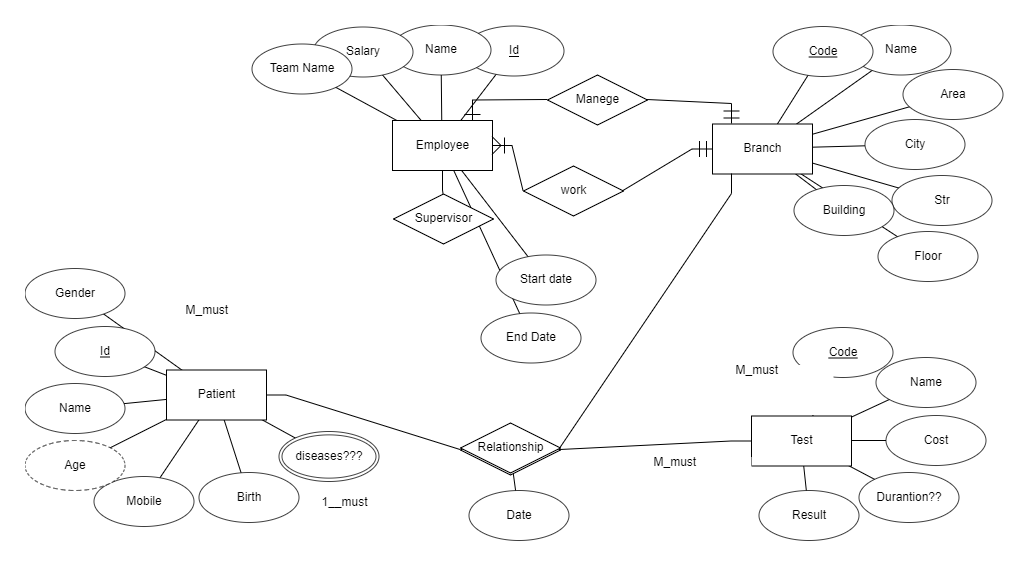 Salary
Name
Id
Team Name
Code
Name
Area
Manege
Employee
Branch
City
work
Str
Building
Supervisor
Floor
Start date
Gender
M_must
End Date
Id
Code
M_must
Name
Patient
Name
Test
Cost
Relationship
diseases???
M_must
Age
Mobile
Birth
1__must
Durantion??
Date
Result